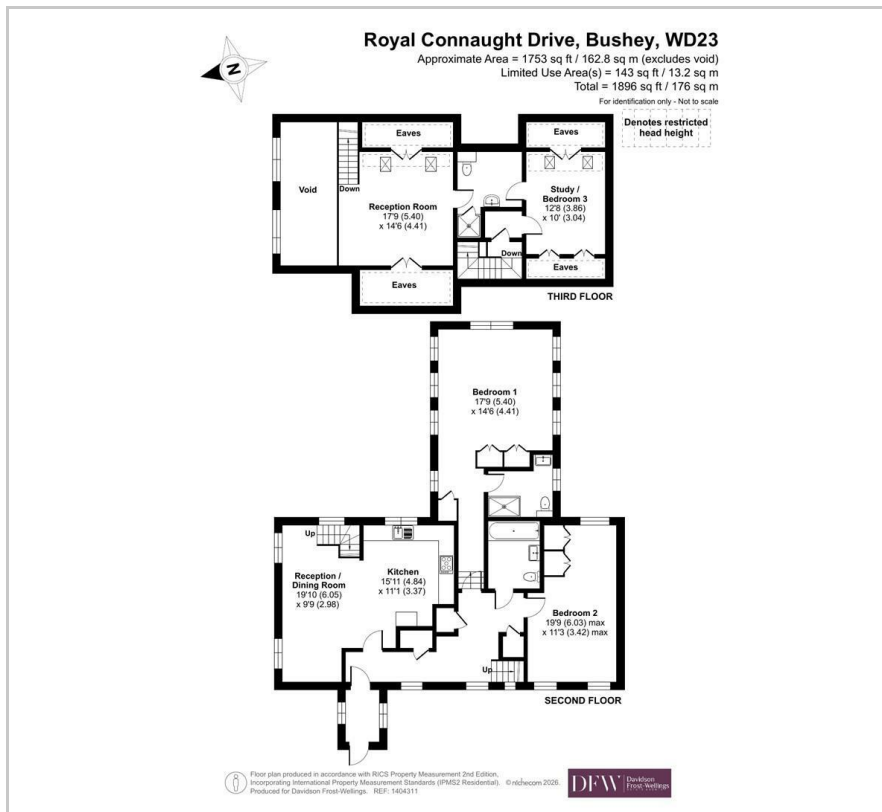 Royal Connaught Drive, Bushey, WD23
Approximate Area = 1753 sq ft / 162.8 sq m (excludes void)
Limited Use Area(s) = 143 sq ft / 13.2 sq m
Total = 1896 sq ft / 176 sq m
For identification only - Not to scale
N
Denotes restricted
head height
Eaves
Eaves
Void
Down
Reception Room
17'9 (5.40)
x 14'6 (4.41)
Study /
Bedroom 3
12'8 (3.86)
x 10' (3.04)
Down
Eaves
Eaves
THIRD FLOOR
Bedroom 1
17'9 (5.40)
x 14'6 (4.41)
Up
Reception /
Dining Room
19'10 (6.05)
x 9'9 (2.98)
Kitchen
15'11 (4.84)
x 11'1 (3.37)
Bedroom 2
19'9 (6.03) max
x 11'3 (3.42) max
Up
SECOND FLOOR
Floor plan produced in accordance with RICS Property Measurement 2nd Edition,
Incorporating International Property Measurement Standards (IPMS2 Residential). © nichecom 2026.
Produced for Davidson Frost-Wellings. REF: 1404311
DFW
Davidson
Frost-Wellings